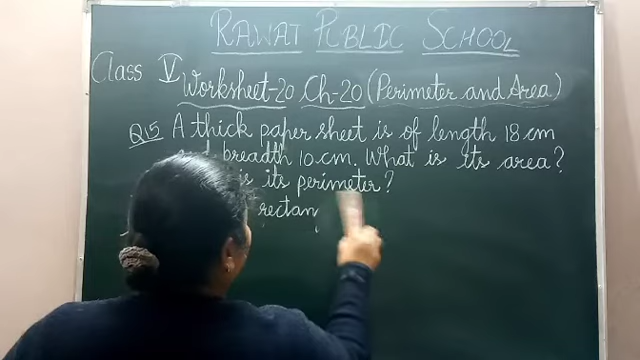 RAWAT PUBLIC SCHOOL
Class V
Worksheet-20 Ch-20 (Perimeter and Area)
Q15 A thick paper sheet is of length 18 cm
breadth 10 cm. What is its area?
is its perimeter?
rectan